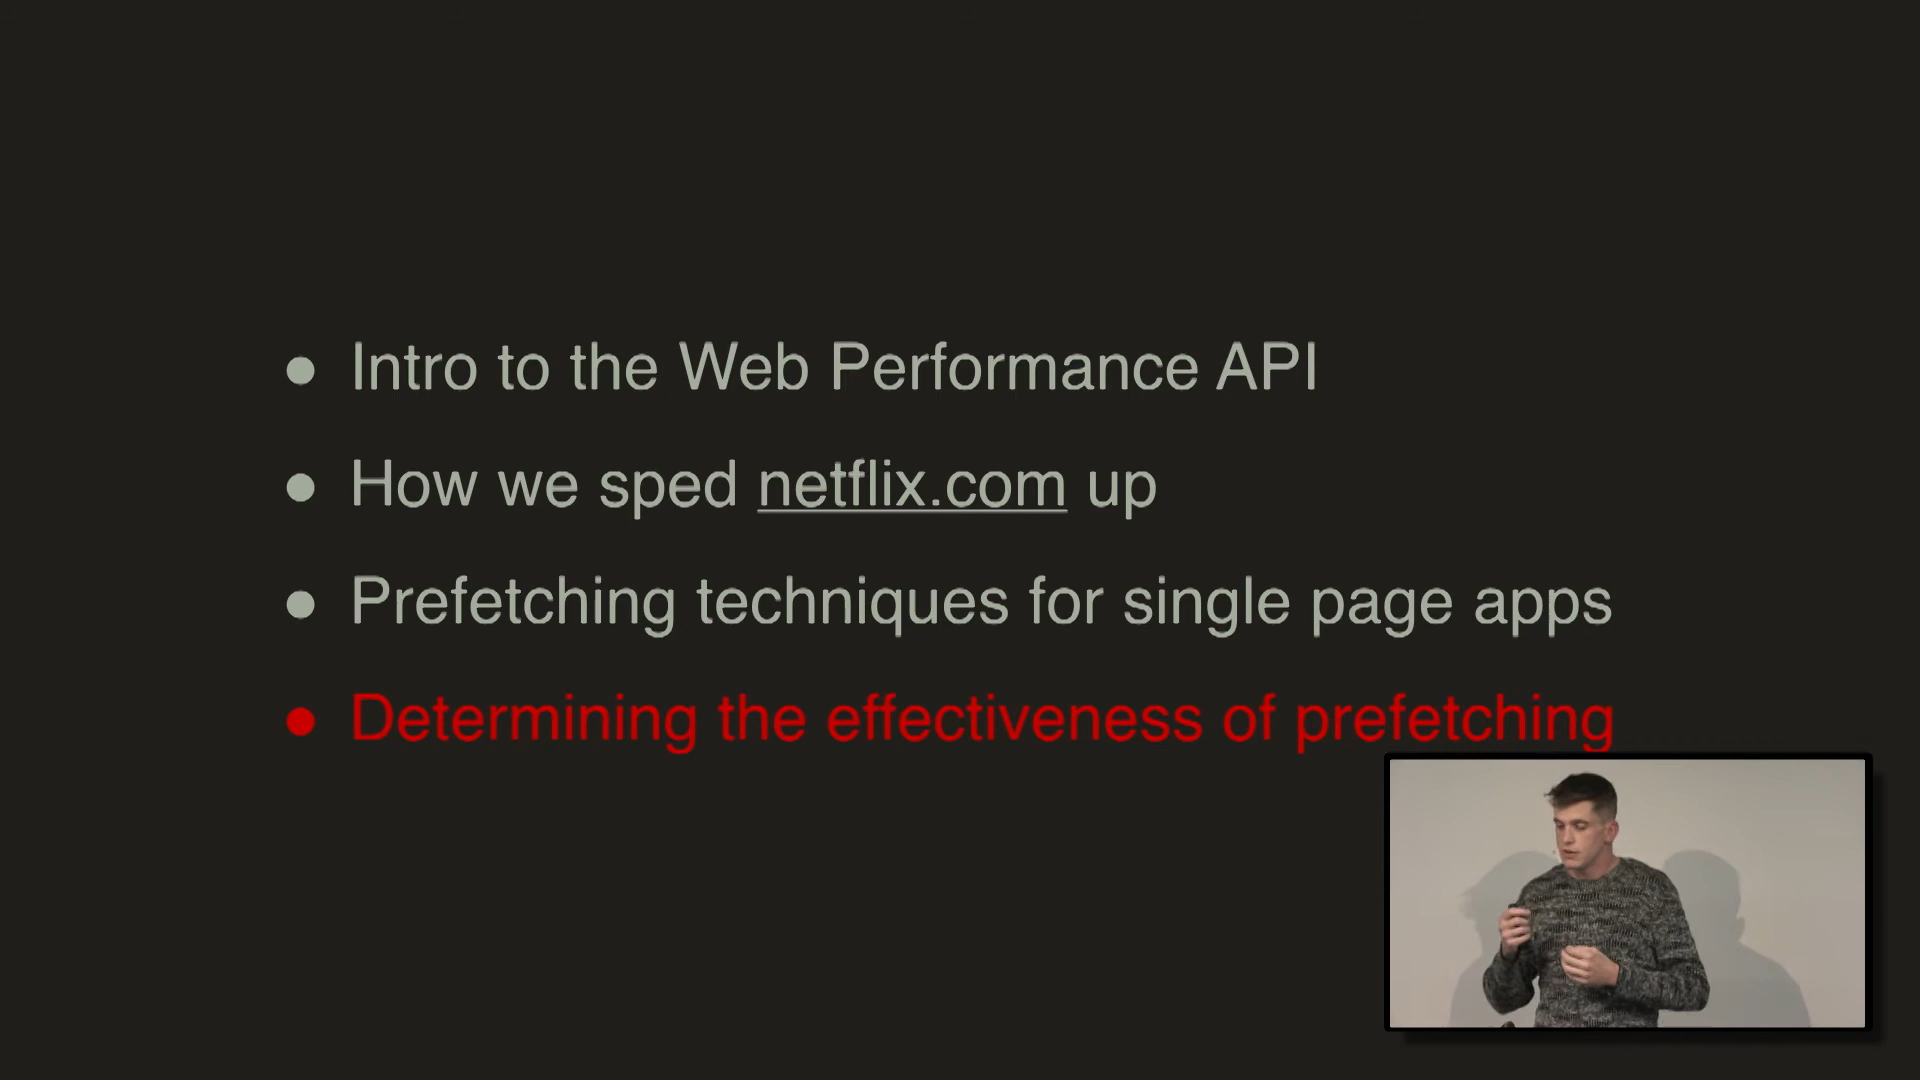 • Intro to the Web Performance API
• How we sped netflix.com up
• Prefetching techniques for single page apps
• Determining the effectiveness of prefetching